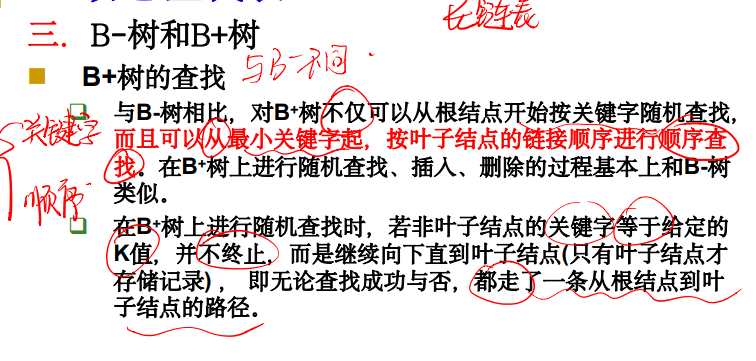 长链表
三. B-树和B+树
B+树的查找 与B-不同.
与B-树相比，对B+树不仅可以从根结点开始按关键字随机查找，
而且可以从最小关键字起，按叶子结点的链接顺序进行顺序查
找。在B+树上进行随机查找、插入、删除的过程基本上和B-树
类似。
关键字
顺序
在B+树上进行随机查找时，若非叶子结点的关键字等于给定的
K值，并不终止，而是继续向下直到叶子结点(只有叶子结点才
存储记录)， 即无论查找成功与否，都走了一条从根结点到叶
子结点的路径。